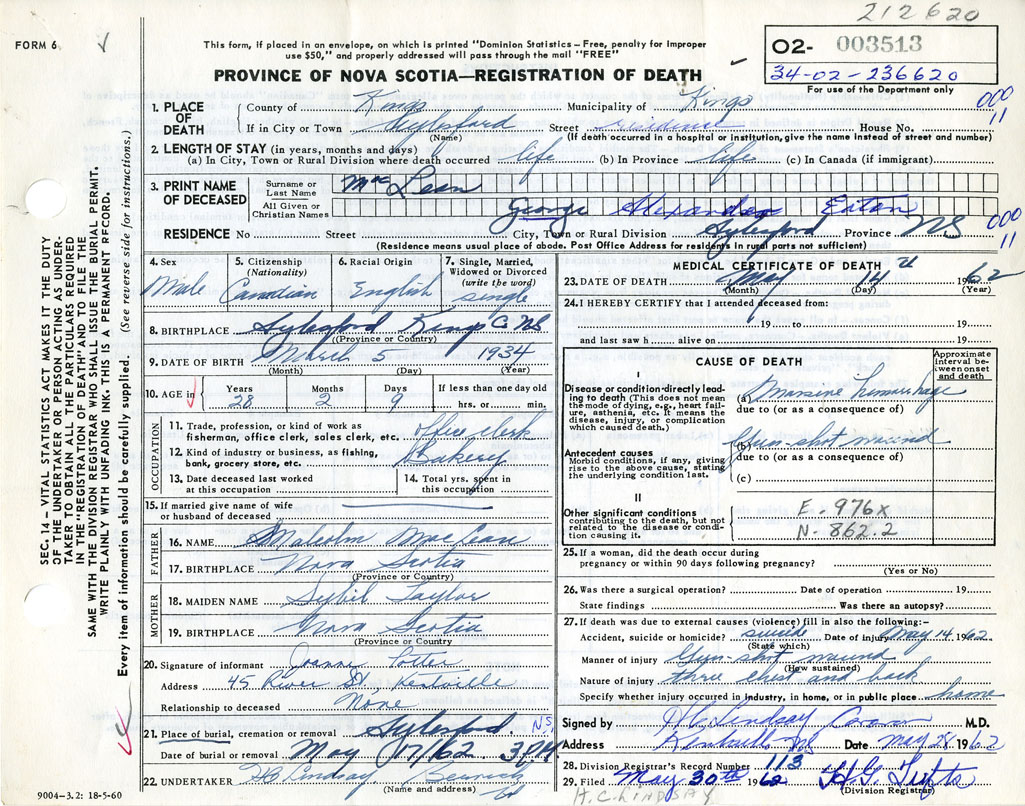 212620
FORM 6
This form, if placed in an envelope, on which is printed "Dominion Statistics – Free, penalty for improper
use $50," and properly addressed will pass through the mail "FREE"
O2- 003513
34-02-236620
For use of the Department only
PROVINCE OF NOVA SCOTIA—REGISTRATION OF DEATH
000
11
1. PLACE OF DEATH
County of Kings Municipality of Kings
If in City or Town Aylesford Street residence House No.
(Name) (If death occurred in a hospital or institution, give the name instead of street and number)
2. LENGTH OF STAY (in years, months and days)
(a) In City, Town or Rural Division where death occurred life (b) In Province Life (c) In Canada (if immigrant)
3. PRINT NAME OF DECEASED
Surname or Last Name MacLean
All Given or Christian Names George Alexander Eaton
RESIDENCE No Street City, Town or Rural Division Aylesford Province NS
000
11
(Residence means usual place of abode. Post Office Address for residents in rural parts not sufficient)
4. Sex
Male
5. Citizenship (Nationality)
Canadian
6. Racial Origin
English
7. Single, Married, Widowed or Divorced (write the word)
single
8. BIRTHPLACE Aylesford Kings Co NS
(Province or Country)
9. DATE OF BIRTH March 5 1934
(Month) (Day) (Year)
10. AGE in Years Months Days If less than one day old
28 2 9 hrs. or min.
OCCUPATION
11. Trade, profession, or kind of work as
fisherman, office clerk, sales clerk, etc. office clerk
12. Kind of industry or business, as fishing,
bank, grocery store, etc. Bakery
13. Date deceased last worked
at this occupation
14. Total yrs. spent in
this occupation
15. If married give name of wife
or husband of deceased
FATHER
16. NAME Malcolm MacLean
17. BIRTHPLACE Nova Scotia
(Province or Country)
MOTHER
18. MAIDEN NAME Sybil Taylor
19. BIRTHPLACE Nova Scotia
(Province or Country
20. Signature of informant Joanne Potter
Address 45 River St., Kentville
Relationship to deceased None
21. Place of burial, cremation or removal Aylesford. NS.
Date of burial or removal May 17/62 3 P.M.
22. UNDERTAKER HC Lindsay Berwick
(Name and address)
9004–3.2: 18-5-60
H.C. LINDSAY
MEDICAL CERTIFICATE OF DEATH
23. DATE OF DEATH May 14th 1962
(Month) (Day) (Year)
24. I HEREBY CERTIFY that I attended deceased from:
19 to 19
and last saw h alive on 19
CAUSE OF DEATH
Approximate interval between onset and death
I
Disease or condition directly leading to death (This does not mean the mode of dying, e.g., heart failure, asthenia, etc. It means the disease, injury, or complication which caused death.)
(a) Massive hemorrhage
due to (or as a consequence of)
Antecedent causes
Morbid conditions, if any, giving rise to the above cause, stating the underlying condition last.
(b) Gun-shot wound
due to (or as a consequence of)
(c)
II
Other significant conditions
contributing to the death, but not related to the disease or condition causing it.
E. 976x
N- 862.2
25. If a woman, did the death occur during
pregnancy or within 90 days following pregnancy?
(Yes or No)
26. Was there a surgical operation? Date of operation 19
State findings Was there an autopsy?
27. If death was due to external causes (violence) fill in also the following:–
Accident, suicide or homicide? suicide Date of injury May 14 1962
(State which)
Manner of injury Gun-shot wound
(How sustained)
Nature of injury three chest and back
Specify whether injury occurred in industry, in home, or in public place home
Signed by H.C. Lindsay M.D.
Address Kentville NS Date May 28 1962
28. Division Registrar's Record Number 113
29. Filed May 30th 1962 H.G. Tufts
(Division Registrar)
SEC. 14 – VITAL STATISTICS ACT MAKES IT THE DUTY
OF THE UNDERTAKER OR PERSON ACTING AS UNDER-
TAKER TO OBTAIN ALL THE PARTICULARS REQUIRED
IN THE "REGISTRATION OF DEATH" AND TO FILE THE
SAME WITH THE DIVISION REGISTRAR WHO SHALL ISSUE THE BURIAL PERMIT.
WRITE PLAINLY WITH UNFADING INK. THIS IS A PERMANENT RECORD.
Every item of information should be carefully supplied. (See reverse side for instructions.)